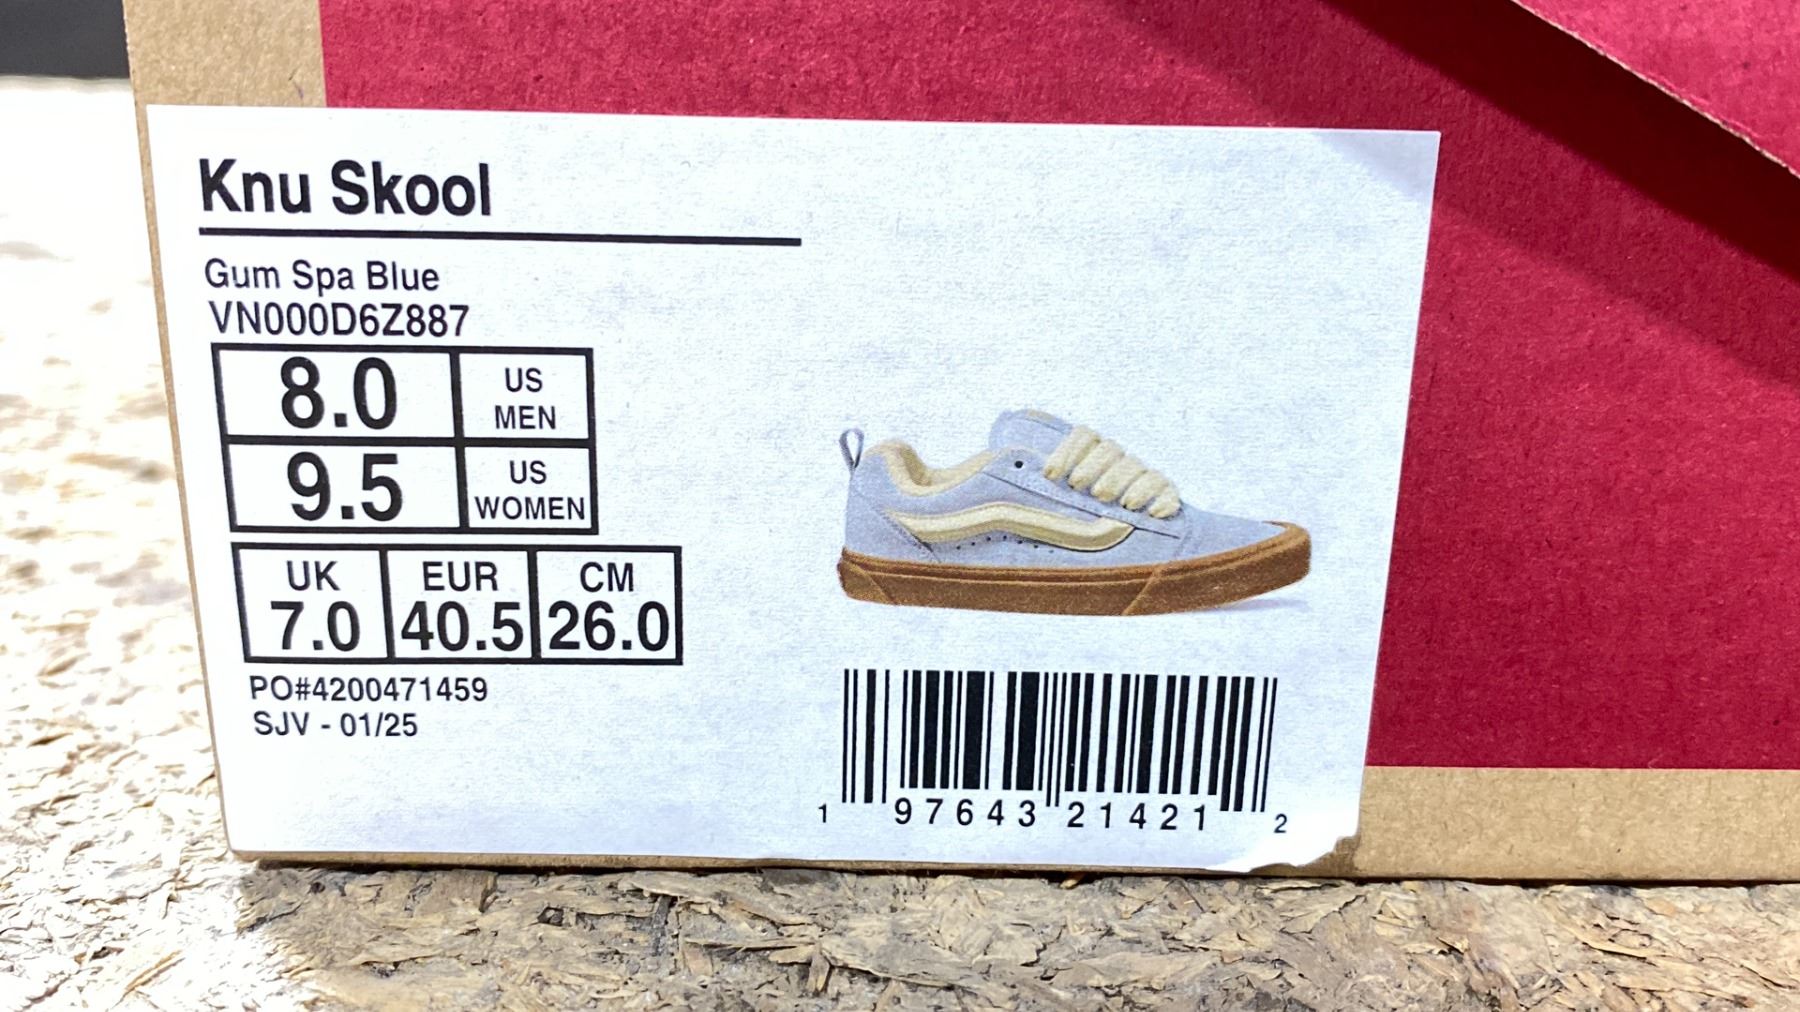 Knu Skool
Gum Spa Blue
VN000D6Z887
8.0 US MEN
9.5 US WOMEN
UK EUR CM
7.0 40.5 26.0
PO#4200471459
SJV - 01/25
1 97643 21421 2